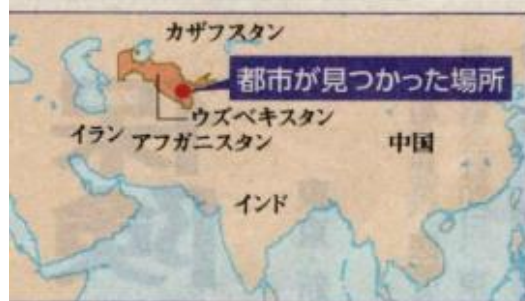 カザフスタン
都市が見つかった場所
ウズベキスタン
イラン
アフガニスタン
中国
インド